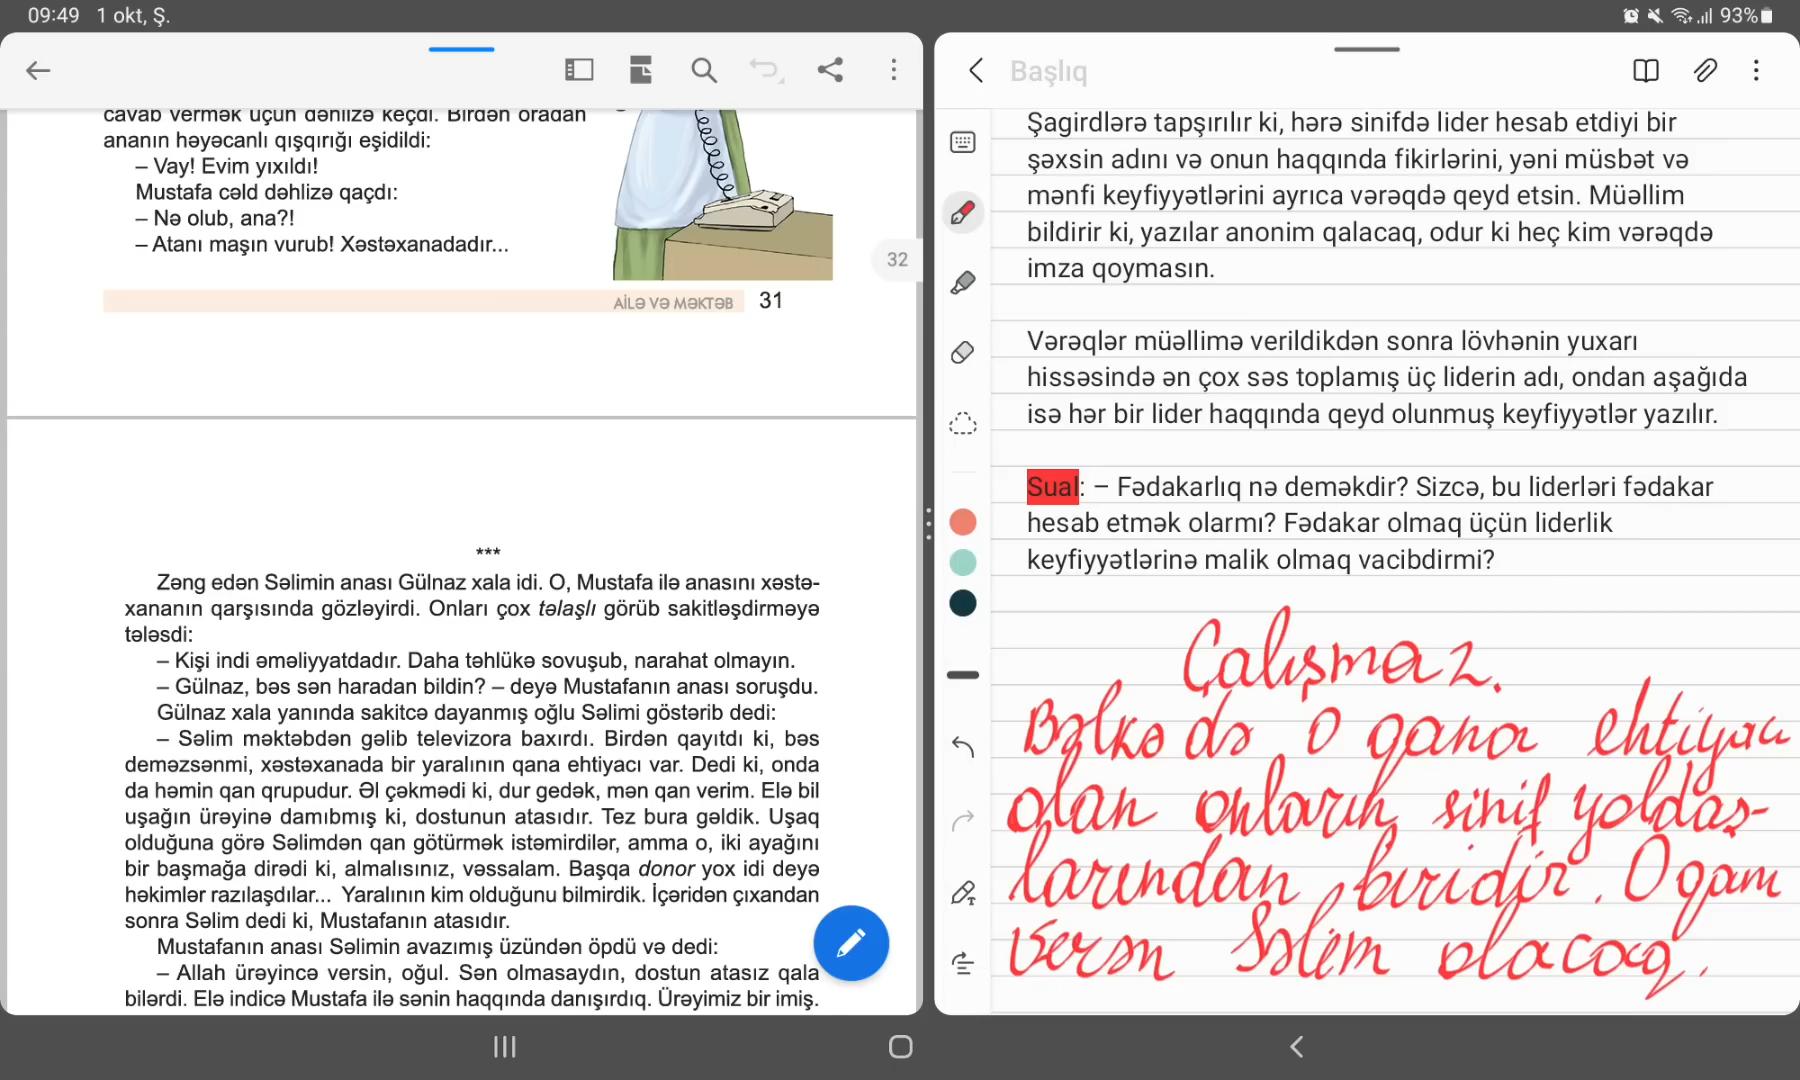 09:49 1 okt, Ş.
93%
cavab vermək üçün dəhlizə keçdi. Birdən oradan
ananın həyəcanlı qışqırığı eşidildi:
– Vay! Evim yıxıldı!
Mustafa cəld dəhlizə qaçdı:
– Nə olub, ana?!
– Atanı maşın vurub! Xəstəxanadadır...
32
AİLƏ VƏ MƏKTƏB 31
***
Zəng edən Səlimin anası Gülnaz xala idi. O, Mustafa ilə anasını xəstə-
xananın qarşısında gözləyirdi. Onları çox təlaşlı görüb sakitləşdirməyə
tələsdi:
– Kişi indi əməliyyatdadır. Daha təhlükə sovuşub, narahat olmayın.
– Gülnaz, bəs sən haradan bildin? – deyə Mustafanın anası soruşdu.
Gülnaz xala yanında sakitcə dayanmış oğlu Səlimi göstərib dedi:
– Səlim məktəbdən gəlib televizora baxırdı. Birdən qayıtdı ki, bəs
deməzsənmi, xəstəxanada bir yaralının qana ehtiyacı var. Dedi ki, onda
da həmin qan qrupudur. Əl çəkmədi ki, dur gedək, mən qan verim. Elə bil
uşağın ürəyinə damıbmış ki, dostunun atasıdır. Tez bura gəldik. Uşaq
olduğuna görə Səlimdən qan götürmək istəmirdilər, amma o, iki ayağını
bir başmağa dirədi ki, almalısınız, vəssalam. Başqa donor yox idi deyə
həkimlər razılaşdılar... Yaralının kim olduğunu bilmirdik. İçəridən çıxandan
sonra Səlim dedi ki, Mustafanın atasıdır.
Mustafanın anası Səlimin avazımış üzündən öpdü və dedi:
– Allah ürəyincə versin, oğul. Sən olmasaydın, dostun atasız qala
bilərdi. Elə indicə Mustafa ilə sənin haqqında danışırdıq. Ürəyimiz bir imiş.
Başlıq
Şagirdlərə tapşırılır ki, hərə sinifdə lider hesab etdiyi bir
şəxsin adını və onun haqqında fikirlərini, yəni müsbət və
mənfi keyfiyyətlərini ayrıca vərəqdə qeyd etsin. Müəllim
bildirir ki, yazılar anonim qalacaq, odur ki heç kim vərəqdə
imza qoymasın.
Vərəqlər müəllimə verildikdən sonra lövhənin yuxarı
hissəsində ən çox səs toplamış üç liderin adı, ondan aşağıda
isə hər bir lider haqqında qeyd olunmuş keyfiyyətlər yazılır.
Sual: – Fədakarlıq nə deməkdir? Sizcə, bu liderləri fədakar
hesab etmək olarmı? Fədakar olmaq üçün liderlik
keyfiyyətlərinə malik olmaq vacibdirmi?
Çalışmaz.
Bəlkə də o qana ehtiyacı
olan onların sinif yoldaş-
larından biridir. O qanı
verən Səlim olacaq.